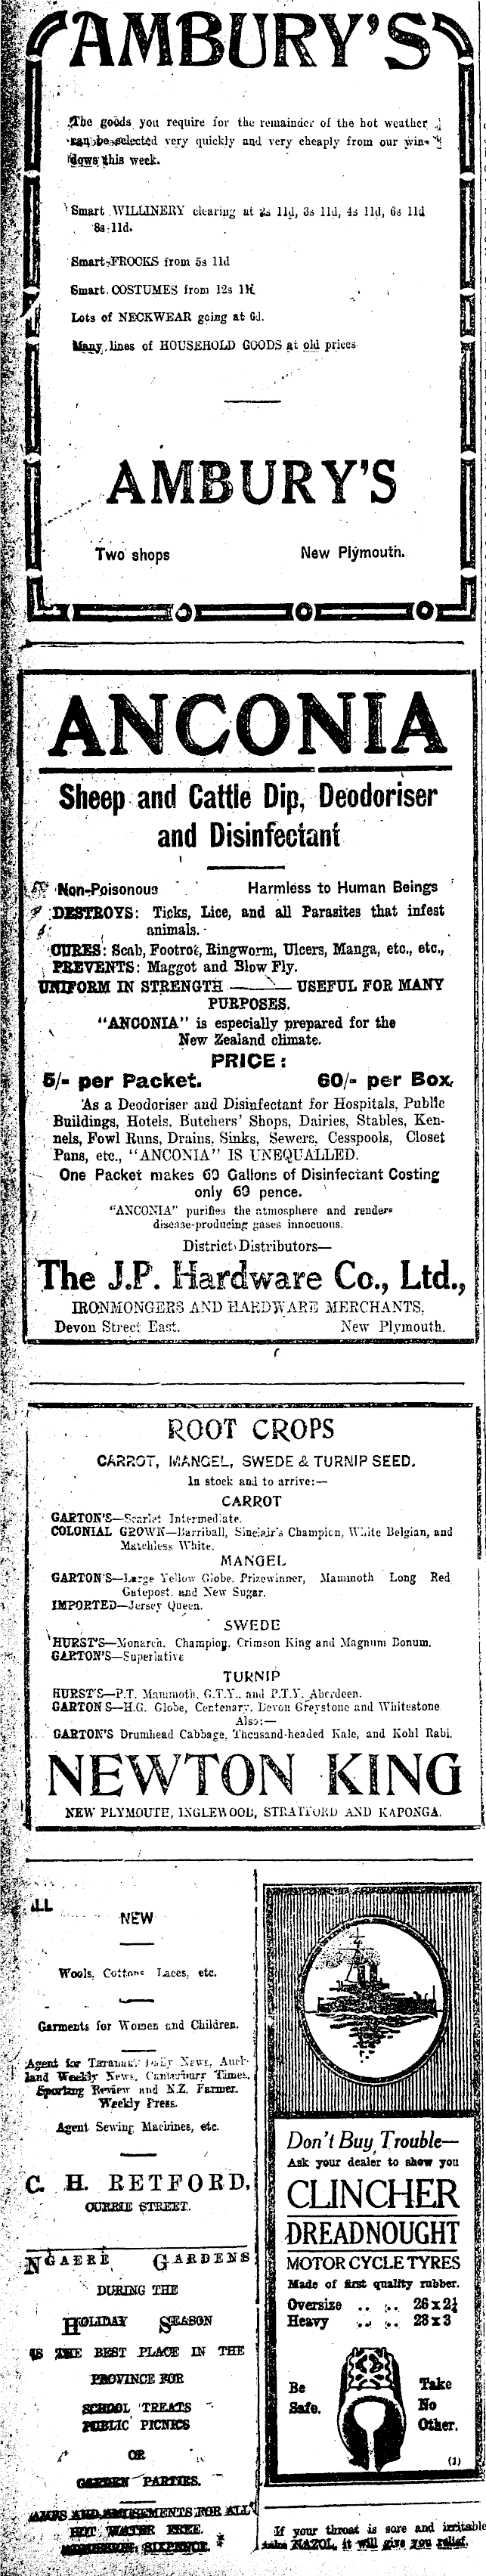 AMBURY'S
The goods you require for the remainder of the hot weather
can be selected very quickly and very cheaply from our win-
dows this week.
Smart MILLINERY clearing at 2s 11d, 3s 11d, 4s 11d, 6s 11d
8s 11d.
Smart FROCKS from 5s 11d
Smart COSTUMES from 12s 11d
Lots of NECKWEAR going at 6d.
Many lines of HOUSEHOLD GOODS at old prices
AMBURY'S
Two shops New Plymouth.
ANCONIA
Sheep and Cattle Dip, Deodoriser
and Disinfectant
Non-Poisonous Harmless to Human Beings
DESTROYS: Ticks, Lice, and all Parasites that infest
animals.
CURES: Scab, Footrot, Ringworm, Ulcers, Manga, etc., etc.,
PREVENTS: Maggot and Blow Fly.
UNIFORM IN STRENGTH — USEFUL FOR MANY
PURPOSES.
"ANCONIA" is especially prepared for the
New Zealand climate.
PRICE:
5/- per Packet. 60/- per Box.
As a Deodoriser and Disinfectant for Hospitals, Public
Buildings, Hotels, Butchers' Shops, Dairies, Stables, Ken-
nels, Fowl Runs, Drains, Sinks, Sewers, Cesspools, Closet
Pans, etc., "ANCONIA" IS UNEQUALLED.
One Packet makes 60 Gallons of Disinfectant Costing
only 60 pence.
"ANCONIA" purifies the atmosphere and renders
disease-producing gases innocuous.
District Distributors—
The J.P. Hardware Co., Ltd.,
IRONMONGERS AND HARDWARE MERCHANTS,
Devon Street East. New Plymouth.
ROOT CROPS
CARROT, MANGEL, SWEDE & TURNIP SEED.
In stock and to arrive:—
CARROT
GARTON'S—Scarlet Intermediate.
COLONIAL GROWN—Barriball, Sinclair's Champion, White Belgian, and
Matchless White.
MANGEL
GARTON'S—Large Yellow Globe, Prizewinner, Mammoth Long Red
Gatepost, and New Sugar.
IMPORTED—Jersey Queen.
SWEDE
HURST'S—Monarch, Champion, Crimson King and Magnum Bonum.
GARTON'S—Superlative
TURNIP
HURST'S—P.T. Mammoth, G.T.Y., and P.T.Y. Aberdeen.
GARTON S—H.G. Globe, Centenary, Devon Greystone and Whitestone
Also:—
GARTON'S Drumhead Cabbage, Thousand-headed Kale, and Kohl Rabi.
NEWTON KING
NEW PLYMOUTH, INGLEWOOD, STRATFORD AND KAPONGA.
ALL
NEW
Wools, Cottons Laces, etc.
Garments for Women and Children.
Agent for Taranaki Daily News, Auck-
land Weekly News, Canterbury Times,
Sporting Review and N.Z. Farmer.
Weekly Press.
Agent Sewing Machines, etc.
C. H. RETFORD,
CURRIE STREET.
NGAERE GARDENS
DURING THE
HOLIDAY SEASON
IS THE BEST PLACE IN THE
PROVINCE FOR
SCHOOL TREATS
PUBLIC PICNICS
OR
GARDEN PARTIES.
AND AMUSEMENTS FOR ALL
HOT WATER FREE.
ADMISSION: SIXPENCE.
Don't Buy Trouble—
Ask your dealer to show you
CLINCHER
DREADNOUGHT
MOTOR CYCLE TYRES
Made of first quality rubber.
Oversize .. .. 26 x 2½
Heavy .. .. 28 x 3
Be
Safe.
Take
No
Other.
(1)
If your throat is sore and irritable
take NAZOL, it will give you relief.